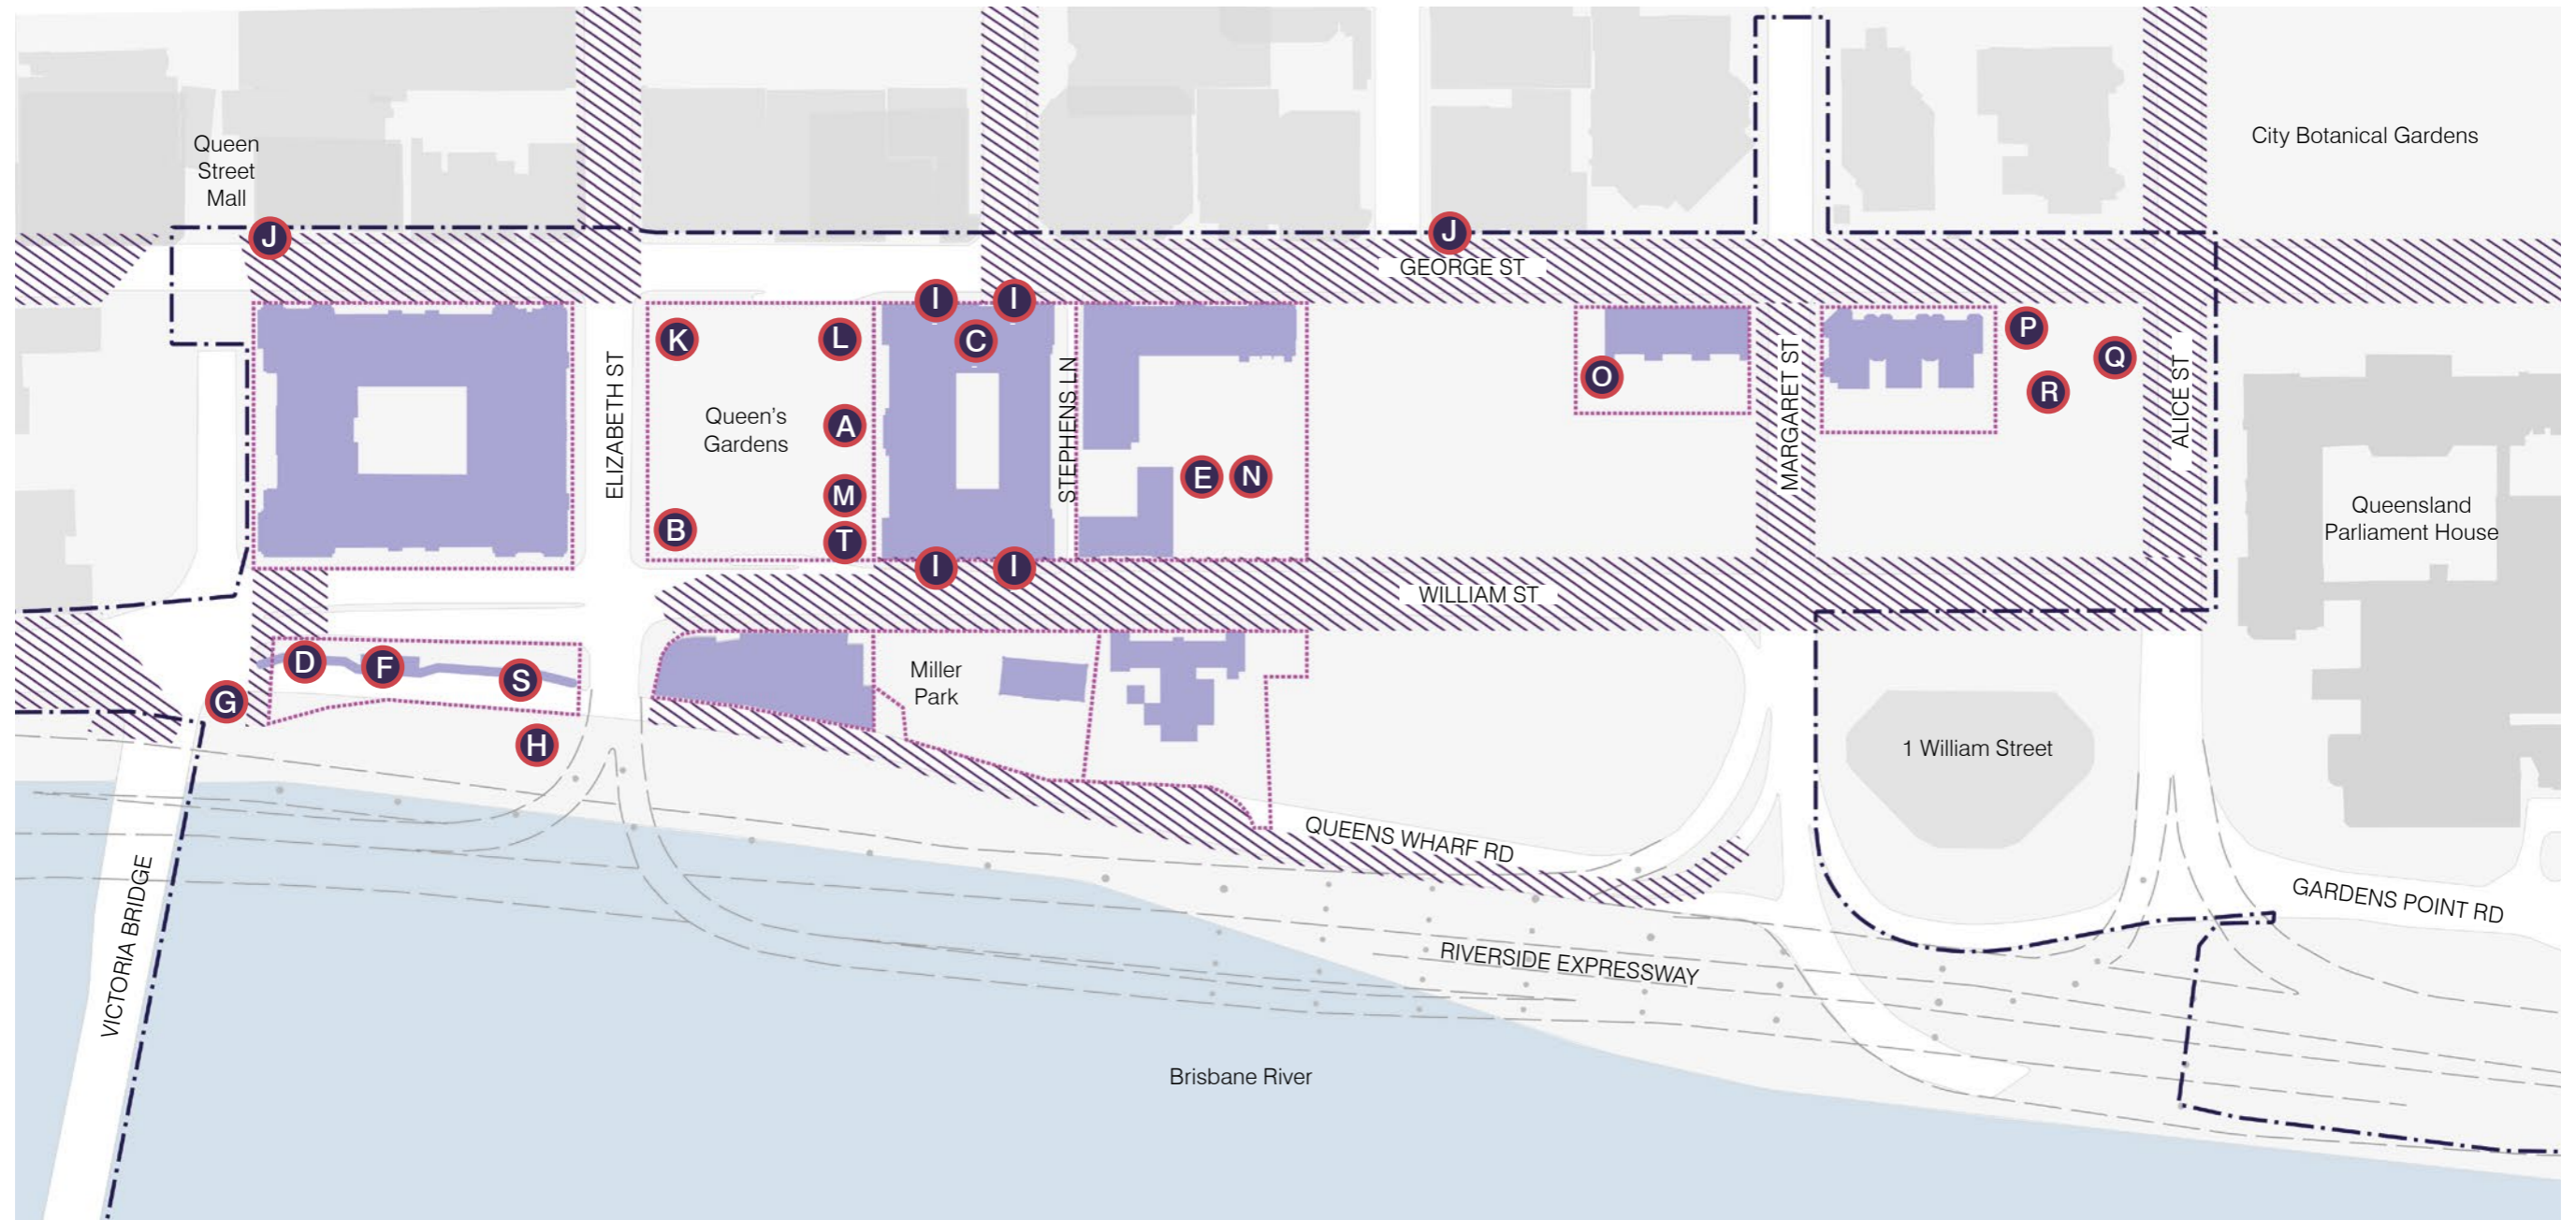 Queen
Street
Mall
City Botanical Gardens
J
J
GEORGE ST
I
I
K
L
C
P
Q
O
R
ELIZABETH ST
Queen's
Gardens
A
STEPHENS LN
MARGARET ST
ALICE ST
E
N
M
B
T
Queensland
Parliament House
I
I
WILLIAM ST
D
F
S
G
H
Miller
Park
1 William Street
QUEENS WHARF RD
VICTORIA BRIDGE
GARDENS POINT RD
RIVERSIDE EXPRESSWAY
Brisbane River